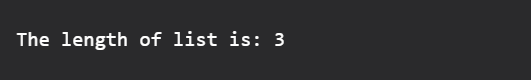 The length of list is: 3